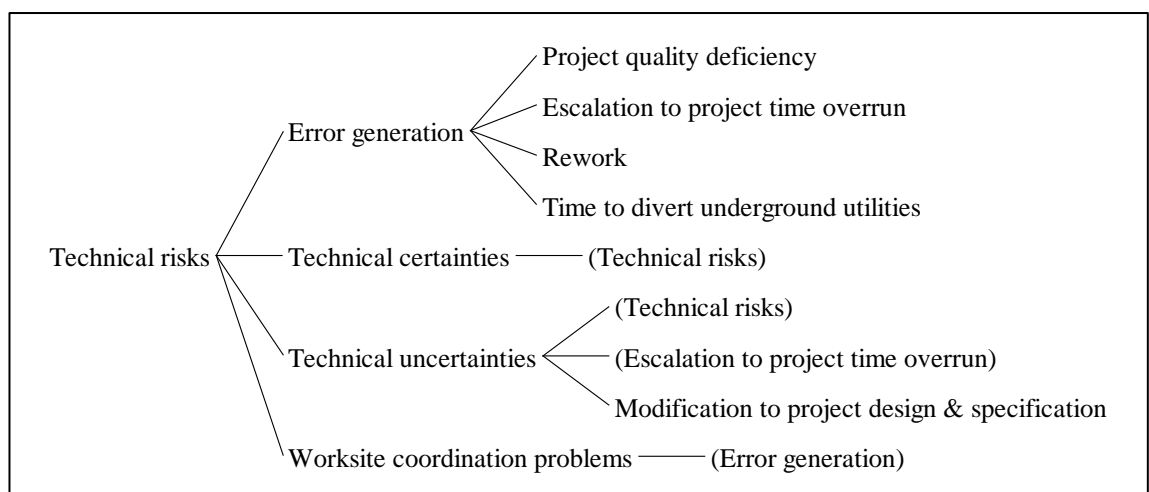 Project quality deficiency
Escalation to project time overrun
Error generation
Rework
Time to divert underground utilities
Technical risks
Technical certainties
(Technical risks)
(Technical risks)
Technical uncertainties
(Escalation to project time overrun)
Modification to project design & specification
Worksite coordination problems
(Error generation)